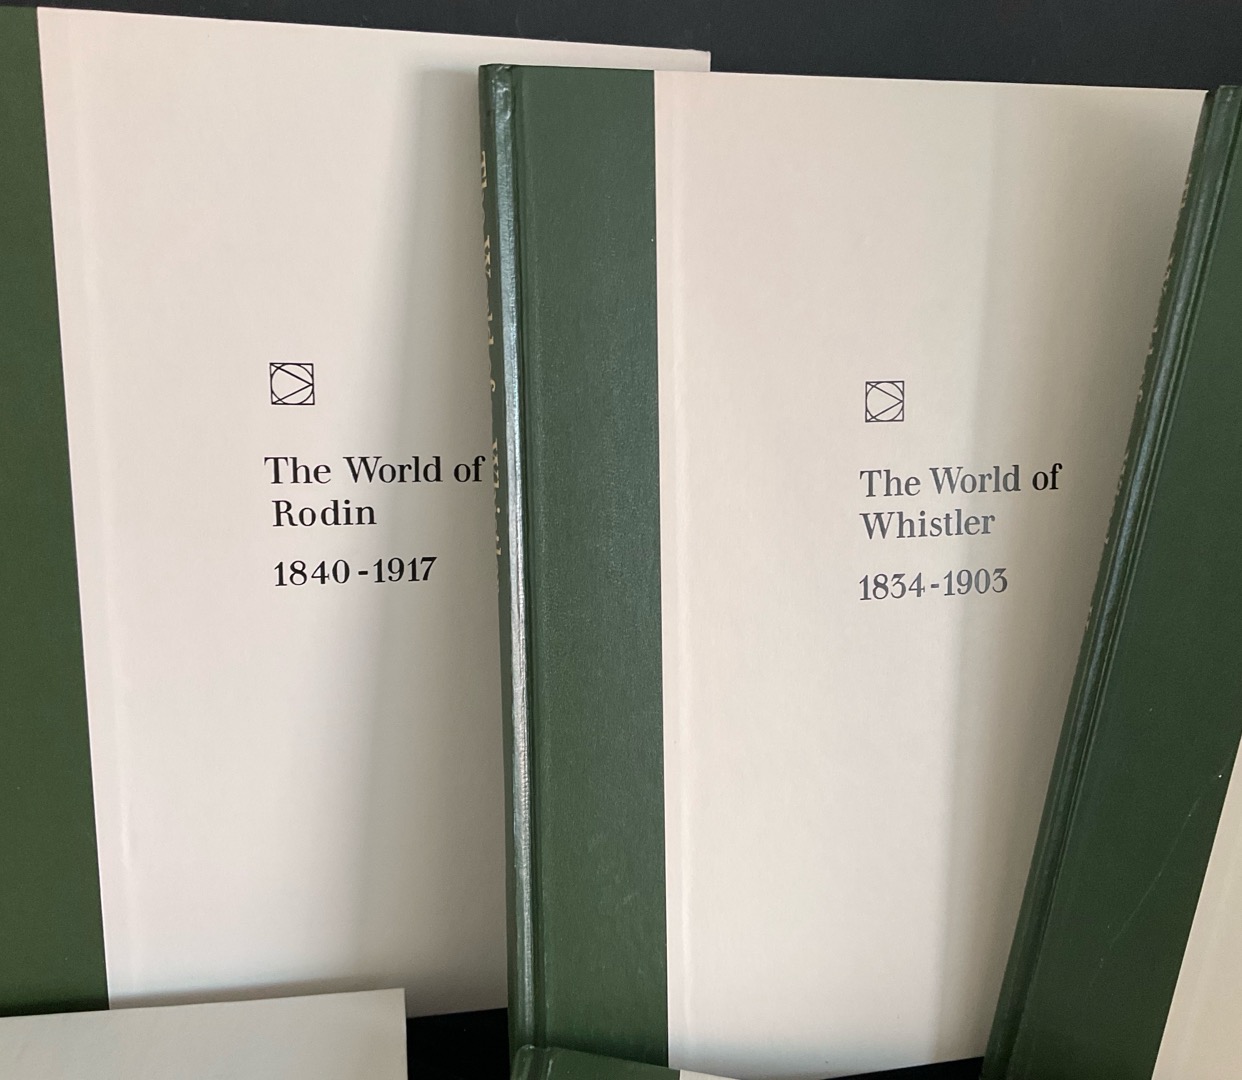 The World of
Rodin
1840-1917
The World of
Whistler
1834-1903